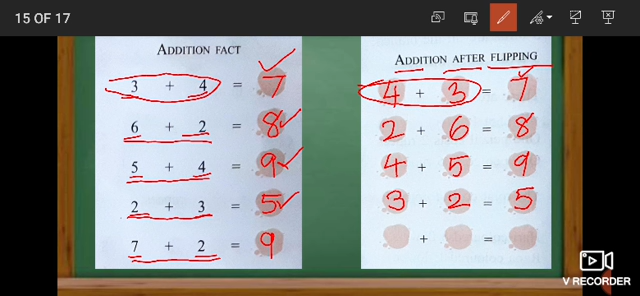 15 OF 17
ADDITION FACT
3 + 4 = 7
6 + 2 = 8
5 + 4 = 9
2 + 3 = 5
7 + 2 = 9
ADDITION AFTER FLIPPING
4 + 3 = 7
2 + 6 = 8
4 + 5 = 9
3 + 2 = 5
+ =
V RECORDER